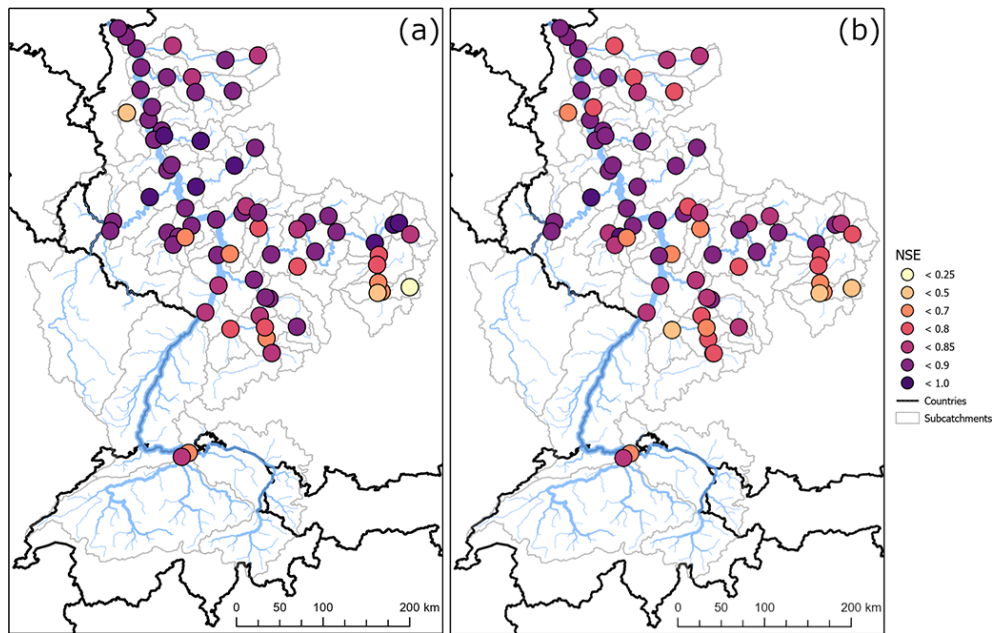 (a)
(b)
NSE
< 0.25
< 0.5
< 0.7
< 0.8
< 0.85
< 0.9
< 1.0
Countries
Subcatchments
0 50 100 200 km
0 50 100 200 km